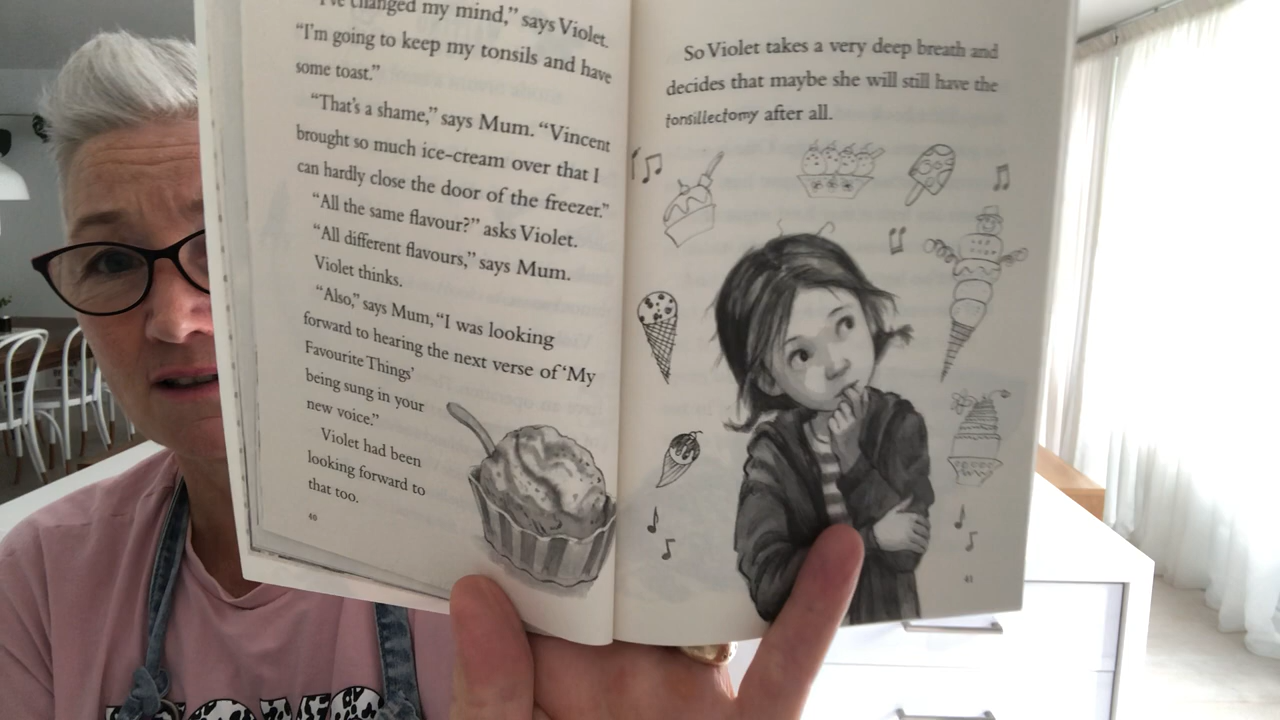 I've changed my mind," says Violet.
"I'm going to keep my tonsils and have
some toast."
"That's a shame," says Mum. "Vincent
brought so much ice-cream over that I
can hardly close the door of the freezer."
"All the same flavour?" asks Violet.
"All different flavours," says Mum.
Violet thinks.
"Also," says Mum, "I was looking
forward to hearing the next verse of 'My
Favourite Things'
being sung in your
new voice."
Violet had been
looking forward to
that too.
40
So Violet takes a very deep breath and
decides that maybe she will still have the
tonsillectomy after all.
41